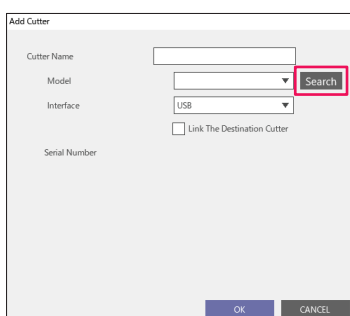 Add Cutter
Cutter Name
Model Search
Interface USB
Link The Destination Cutter
Serial Number
OK CANCEL